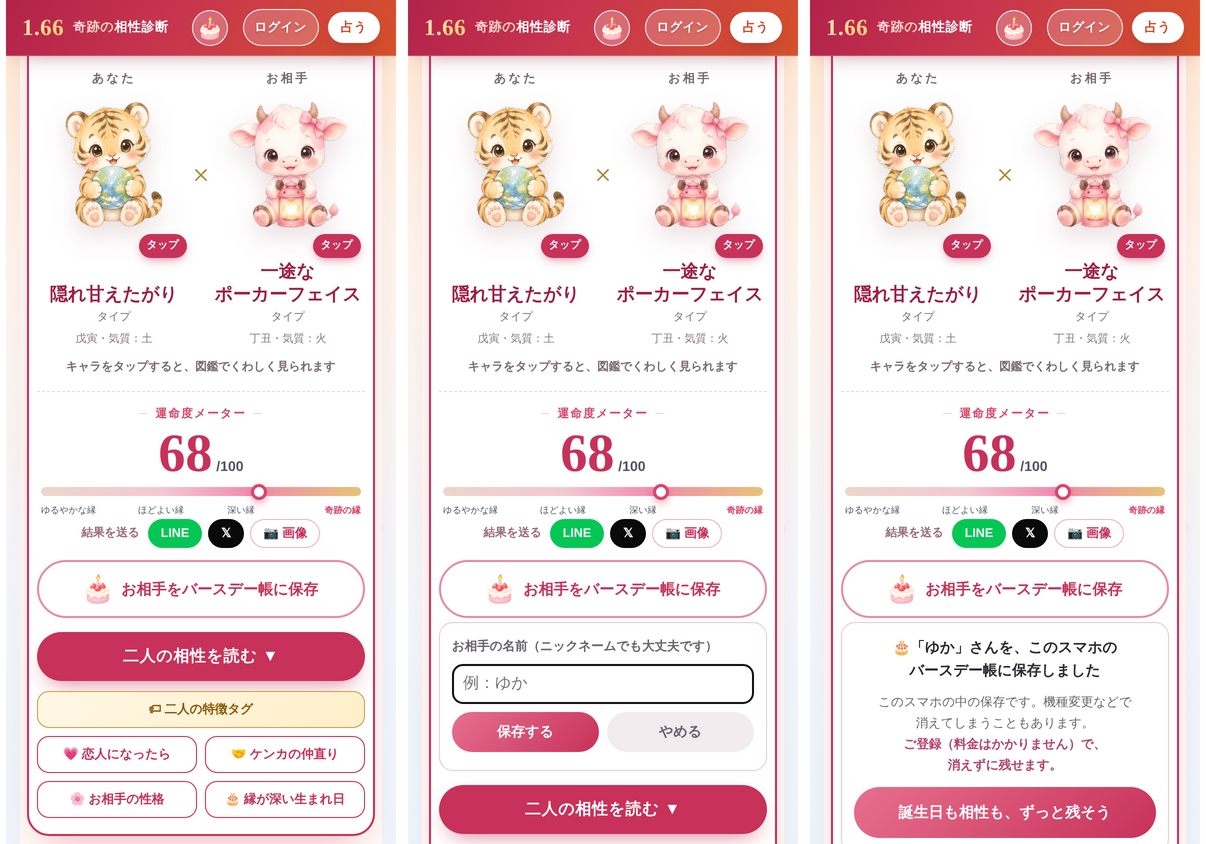 1.66 奇跡の相性診断 ログイン 占う
あなた お相手
×
タップ タップ
隠れ甘えたがり 一途な
ポーカーフェイス
タイプ タイプ
戊寅・気質：土 丁丑・気質：火
キャラをタップすると、図鑑でくわしく見られます
運命度メーター
68 /100
ゆるやかな縁 ほどよい縁 深い縁 奇跡の縁
結果を送る LINE 𝕏 📷 画像
お相手をバースデー帳に保存
二人の相性を読む ▼
🏷 二人の特徴タグ
💗 恋人になったら 🤝 ケンカの仲直り
🌸 お相手の性格 🎂 縁が深い生まれ日
1.66 奇跡の相性診断 ログイン 占う
あなた お相手
×
タップ タップ
隠れ甘えたがり 一途な
ポーカーフェイス
タイプ タイプ
戊寅・気質：土 丁丑・気質：火
キャラをタップすると、図鑑でくわしく見られます
運命度メーター
68 /100
ゆるやかな縁 ほどよい縁 深い縁 奇跡の縁
結果を送る LINE 𝕏 📷 画像
お相手をバースデー帳に保存
お相手の名前（ニックネームでも大丈夫です）
例：ゆか
保存する やめる
二人の相性を読む ▼
1.66 奇跡の相性診断 ログイン 占う
あなた お相手
×
タップ タップ
隠れ甘えたがり 一途な
ポーカーフェイス
タイプ タイプ
戊寅・気質：土 丁丑・気質：火
キャラをタップすると、図鑑でくわしく見られます
運命度メーター
68 /100
ゆるやかな縁 ほどよい縁 深い縁 奇跡の縁
結果を送る LINE 𝕏 📷 画像
お相手をバースデー帳に保存
🎂「ゆか」さんを、このスマホの
バースデー帳に保存しました
このスマホの中の保存です。機種変更などで
消えてしまうこともあります。
ご登録（料金はかかりません）で、
消えずに残せます。
誕生日も相性も、ずっと残そう